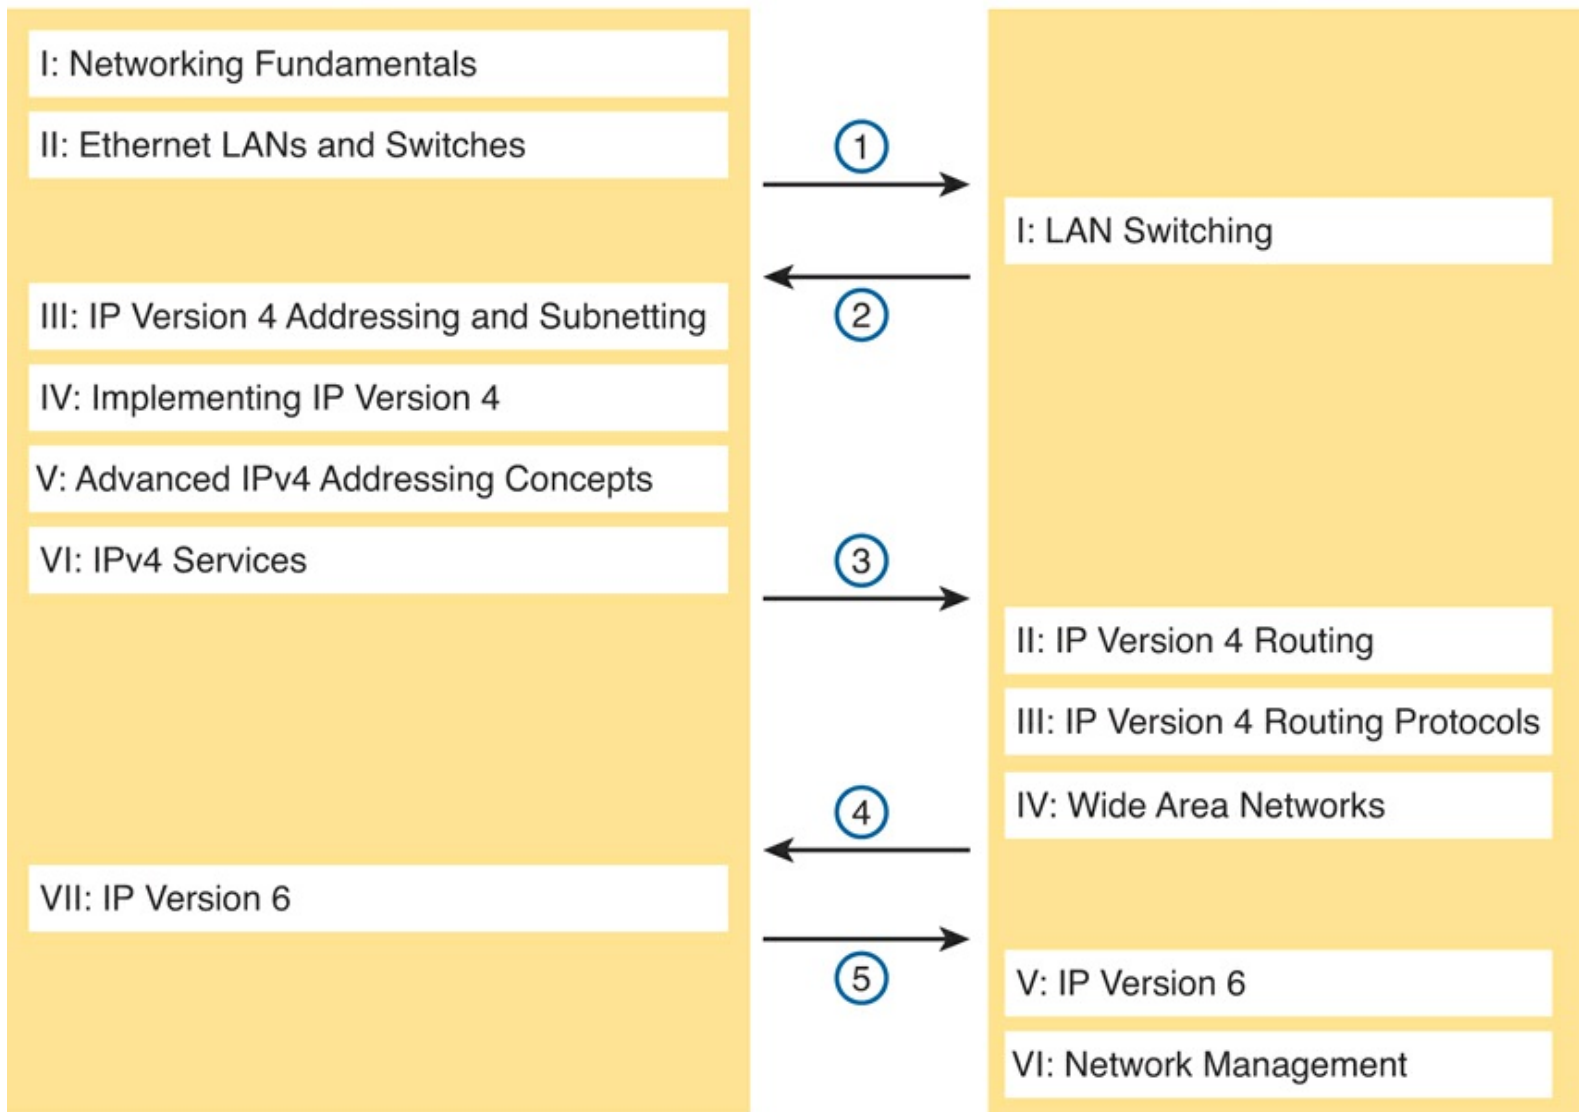 I: Networking Fundamentals
II: Ethernet LANs and Switches
1
I: LAN Switching
2
III: IP Version 4 Addressing and Subnetting
IV: Implementing IP Version 4
V: Advanced IPv4 Addressing Concepts
VI: IPv4 Services
3
II: IP Version 4 Routing
III: IP Version 4 Routing Protocols
IV: Wide Area Networks
4
VII: IP Version 6
5
V: IP Version 6
VI: Network Management